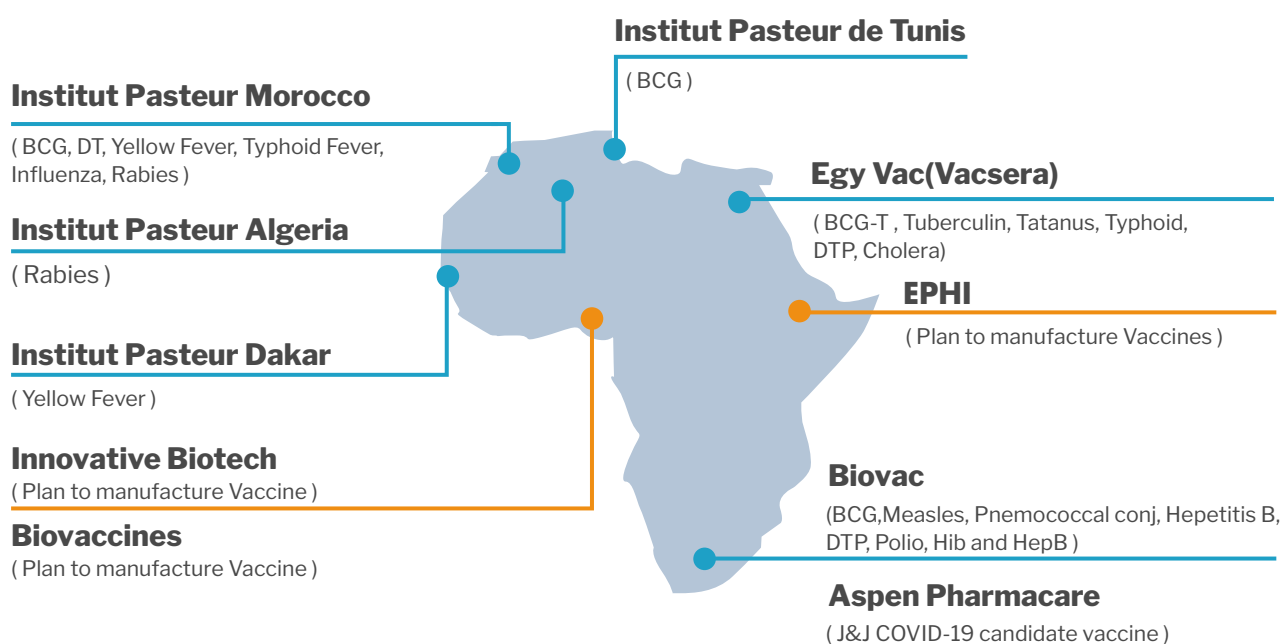 Institut Pasteur de Tunis
( BCG )
Institut Pasteur Morocco
( BCG, DT, Yellow Fever, Typhoid Fever,
Influenza, Rabies )
Egy Vac(Vacsera)
( BCG-T , Tuberculin, Tatanus, Typhoid,
DTP, Cholera)
Institut Pasteur Algeria
( Rabies )
EPHI
( Plan to manufacture Vaccines )
Institut Pasteur Dakar
( Yellow Fever )
Innovative Biotech
( Plan to manufacture Vaccine )
Biovaccines
( Plan to manufacture Vaccine )
Biovac
(BCG,Measles, Pnemococcal conj, Hepetitis B,
DTP, Polio, Hib and HepB )
Aspen Pharmacare
( J&J COVID-19 candidate vaccine )